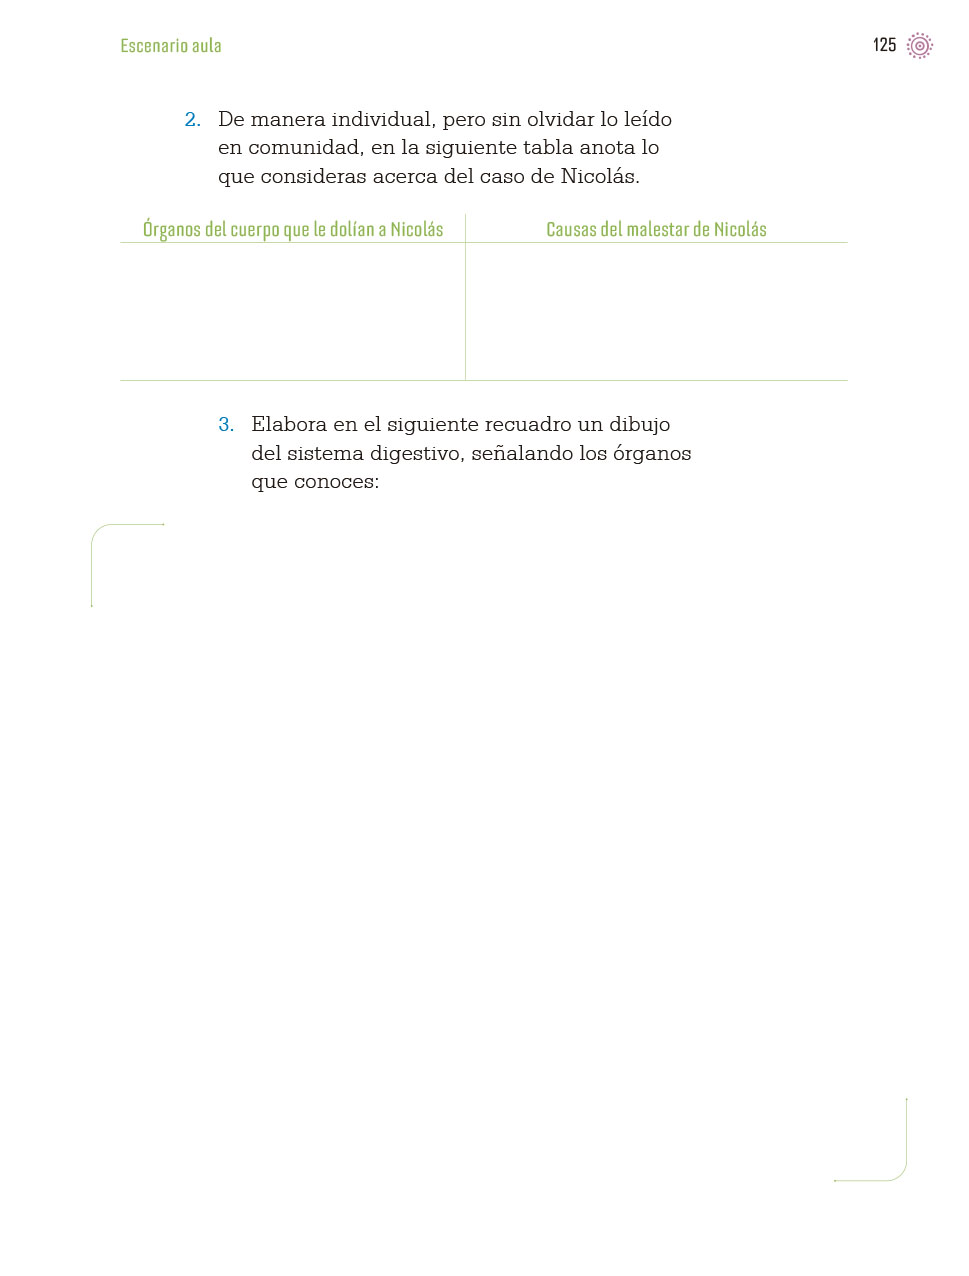 Escenario aula
125
2. De manera individual, pero sin olvidar lo leído
en comunidad, en la siguiente tabla anota lo
que consideras acerca del caso de Nicolás.
Órganos del cuerpo que le dolían a Nicolás
Causas del malestar de Nicolás
3. Elabora en el siguiente recuadro un dibujo
del sistema digestivo, señalando los órganos
que conoces: